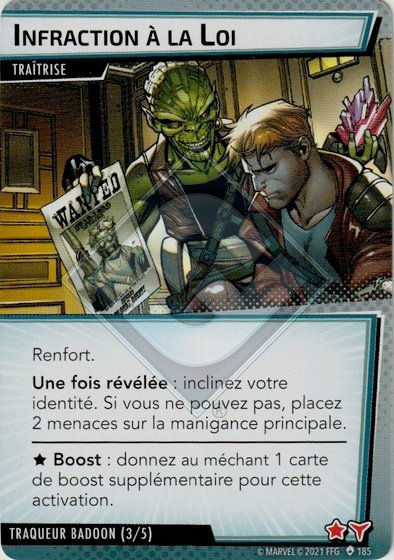 INFRACTION À LA LOI
TRAÎTRISE
WANTED
Renfort.
Une fois révélée : inclinez votre
identité. Si vous ne pouvez pas, placez
2 menaces sur la manigance principale.
★ Boost : donnez au méchant 1 carte
de boost supplémentaire pour cette
activation.
®
© MARVEL © 2021 FFG 185
TRAQUEUR BADOON (3/5)